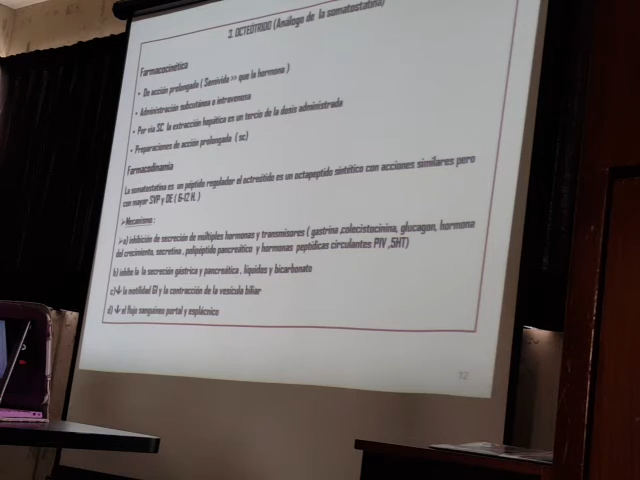 3. OCTEÓTRIDO (Análogo de la somatostatina)
Farmacocinética
• De acción prolongada ( Semivida >> que la hormona )
• Administración subcutánea o intravenosa
• Por vía SC la extracción hepática es un tercio de la dosis administrada
• Preparaciones de acción prolongada ( sc)
Farmacodinamia
La somatostatina es un péptido regulador el octreótido es un octapeptido sintético con acciones similares pero
con mayor SVP y DE ( 6-12 H. )
➢Mecanismo :
➢a) inhibición de secreción de múltiples hormonas y transmisores ( gastrina ,colecistocinina, glucagon, hormona
del crecimiento, secretina , polipéptido pancreático y hormonas peptídicas circulantes PIV ,5HT)
b) inhibe la la secreción gástrica y pancreática , líquidos y bicarbonato
c)↓ la motilidad GI y la contracción de la vesícula biliar
d) ↓ el flujo sanguíneo portal y esplácnico
12